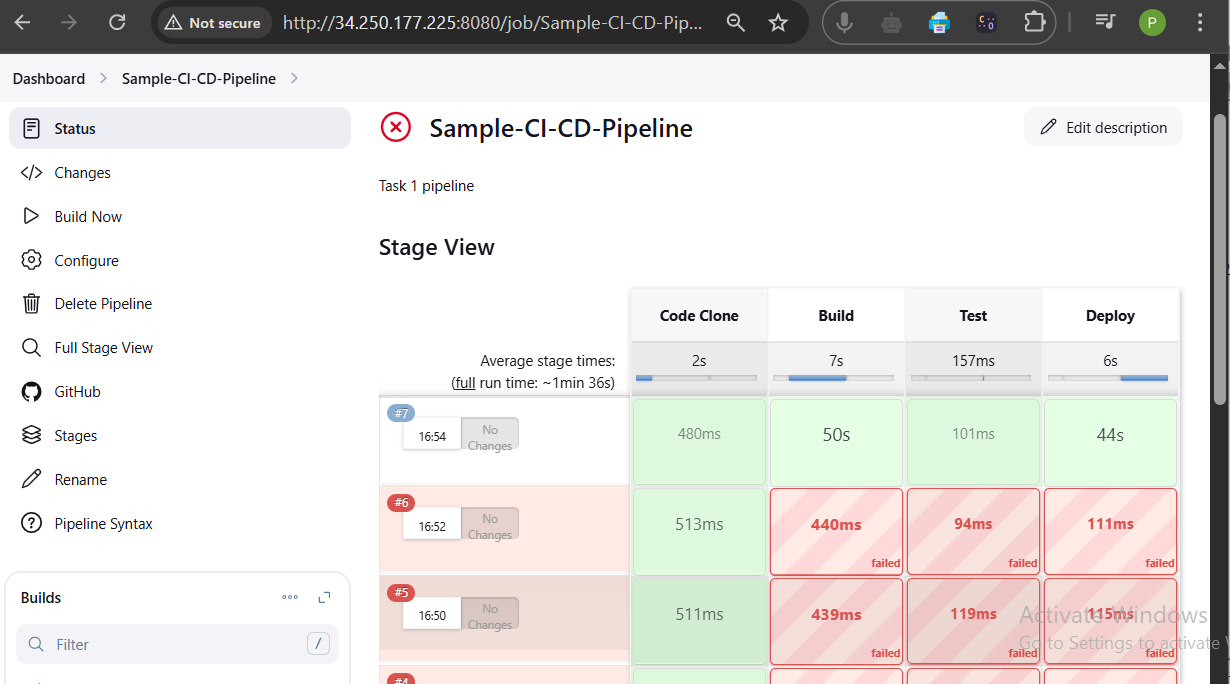 Not secure
http://34.250.177.225:8080/job/Sample-CI-CD-Pip...
P
Dashboard
Sample-CI-CD-Pipeline
Status
Changes
Build Now
Configure
Delete Pipeline
Full Stage View
GitHub
Stages
Rename
Pipeline Syntax
Builds
Filter
/
Sample-CI-CD-Pipeline
Edit description
Task 1 pipeline
Stage View
Code Clone Build Test Deploy
Average stage times: 2s 7s 157ms 6s
(full run time: ~1min 36s)
#7
16:54 No Changes 480ms 50s 101ms 44s
#6
16:52 No Changes 513ms 440ms 94ms 111ms
failed failed failed
#5
16:50 No Changes 511ms 439ms 119ms 115ms
failed failed failed
#4
Activate Windows
Go to Settings to activate